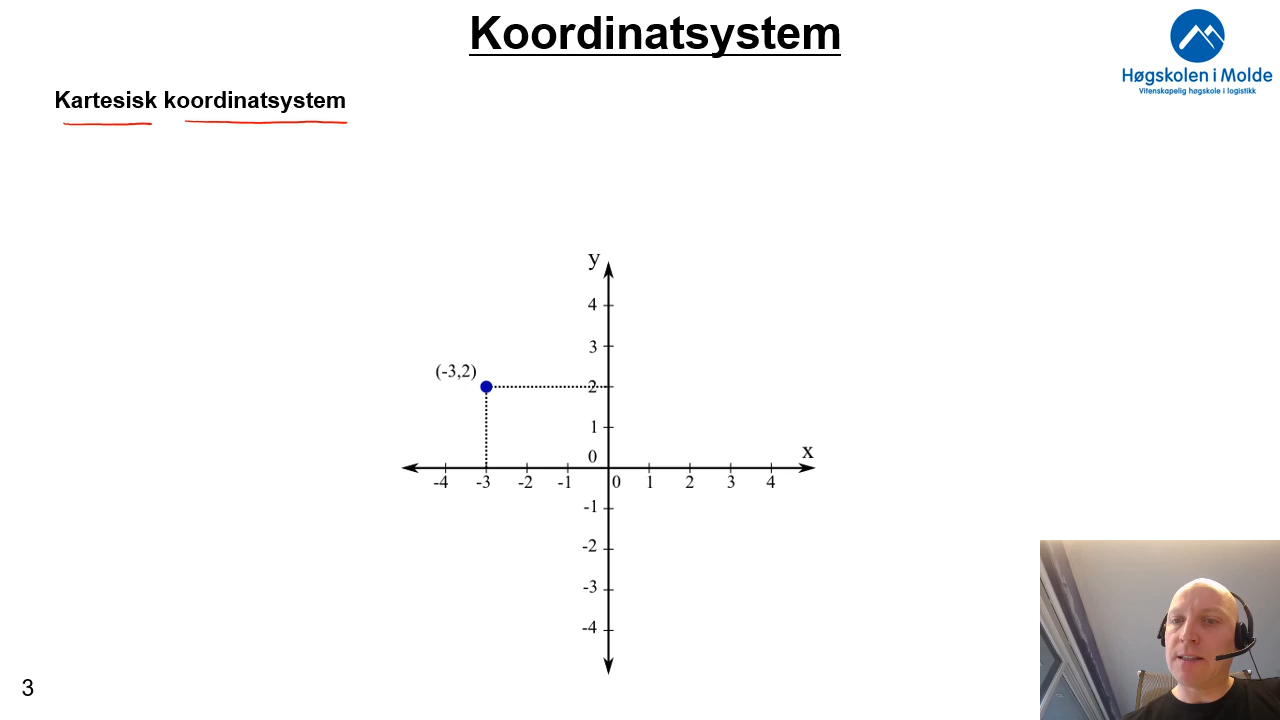 Koordinatsystem
Høgskolen i Molde
Vitenskapelig høgskole i logistikk
Kartesisk koordinatsystem
y
4
3
(-3,2)
2
1
0
x
-4 -3 -2 -1 0 1 2 3 4
-1
-2
-3
-4
3